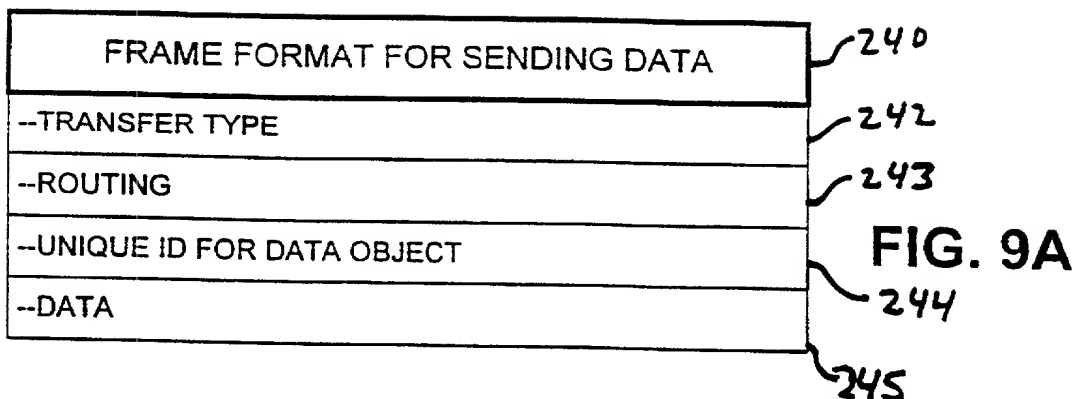 FRAME FORMAT FOR SENDING DATA 240
--TRANSFER TYPE 242
--ROUTING 243
--UNIQUE ID FOR DATA OBJECT 244
--DATA 245
FIG. 9A